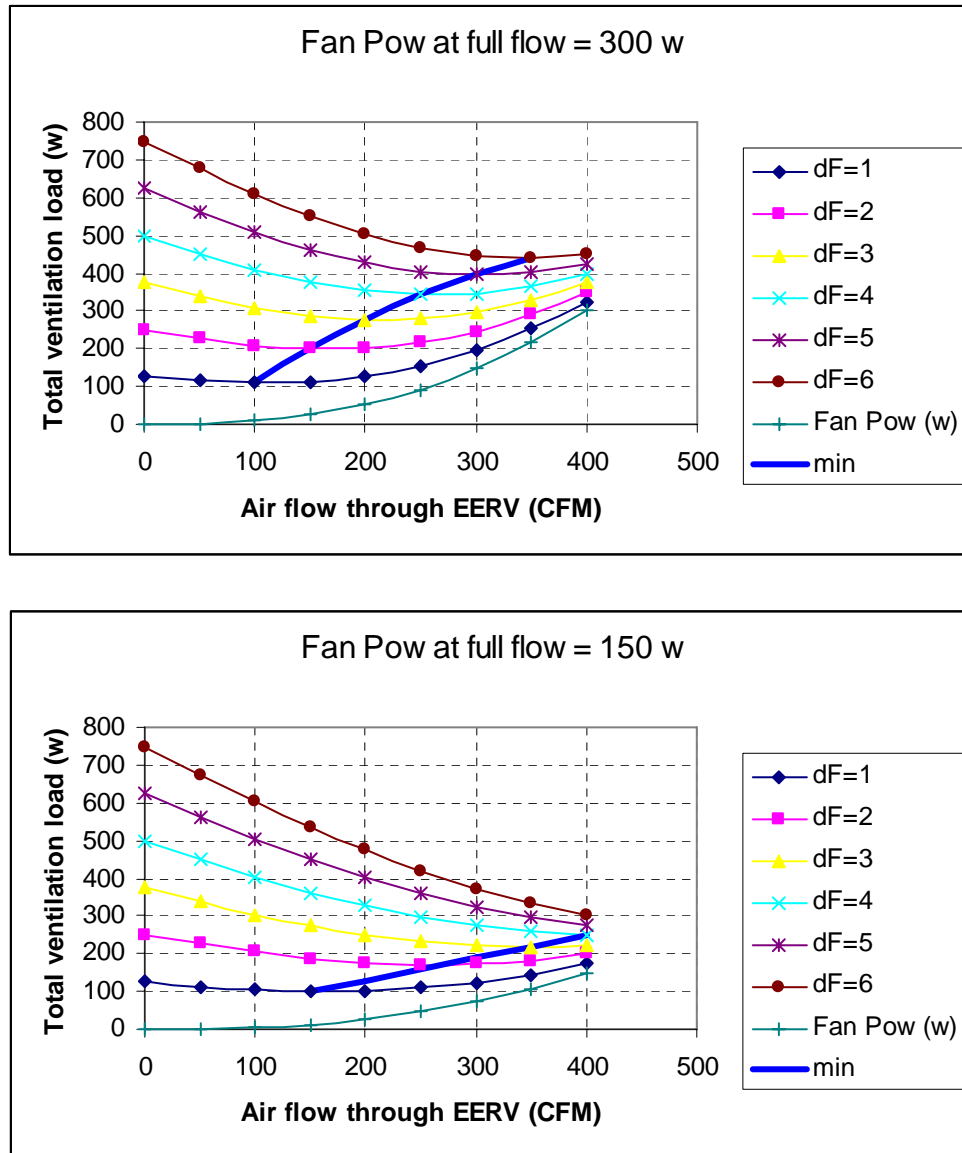 Fan Pow at full flow = 300 w
Total ventilation load (w)
800
700
600
500
400
300
200
100
0
0 100 200 300 400 500
Air flow through EERV (CFM)
dF=1
dF=2
dF=3
dF=4
dF=5
dF=6
Fan Pow (w)
min
Fan Pow at full flow = 150 w
Total ventilation load (w)
800
700
600
500
400
300
200
100
0
0 100 200 300 400 500
Air flow through EERV (CFM)
dF=1
dF=2
dF=3
dF=4
dF=5
dF=6
Fan Pow (w)
min